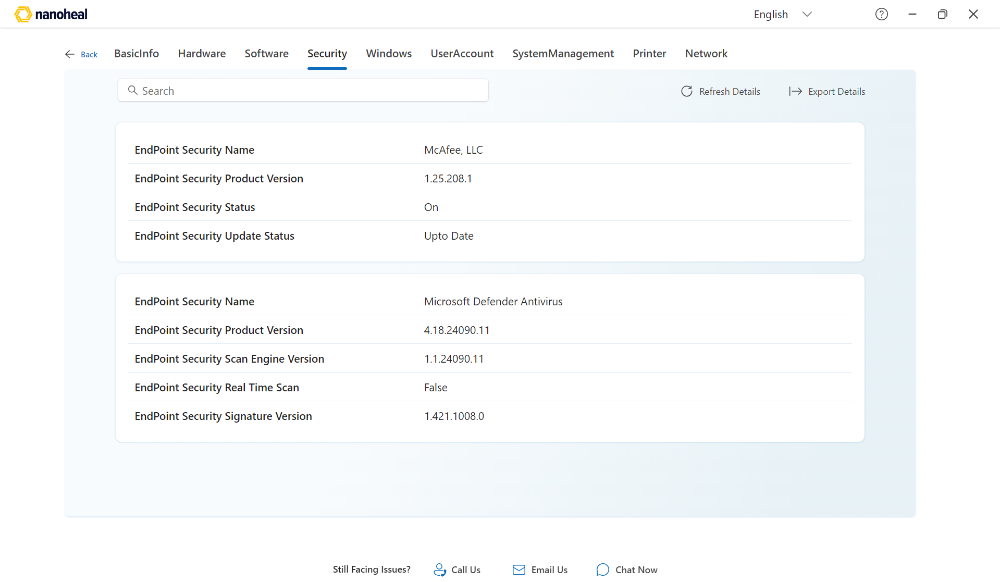 nanoheal
English
Back BasicInfo Hardware Software Security Windows UserAccount SystemManagement Printer Network
Search
Refresh Details
Export Details
EndPoint Security Name McAfee, LLC
EndPoint Security Product Version 1.25.208.1
EndPoint Security Status On
EndPoint Security Update Status Upto Date
EndPoint Security Name Microsoft Defender Antivirus
EndPoint Security Product Version 4.18.24090.11
EndPoint Security Scan Engine Version 1.1.24090.11
EndPoint Security Real Time Scan False
EndPoint Security Signature Version 1.421.1008.0
Still Facing Issues? Call Us Email Us Chat Now